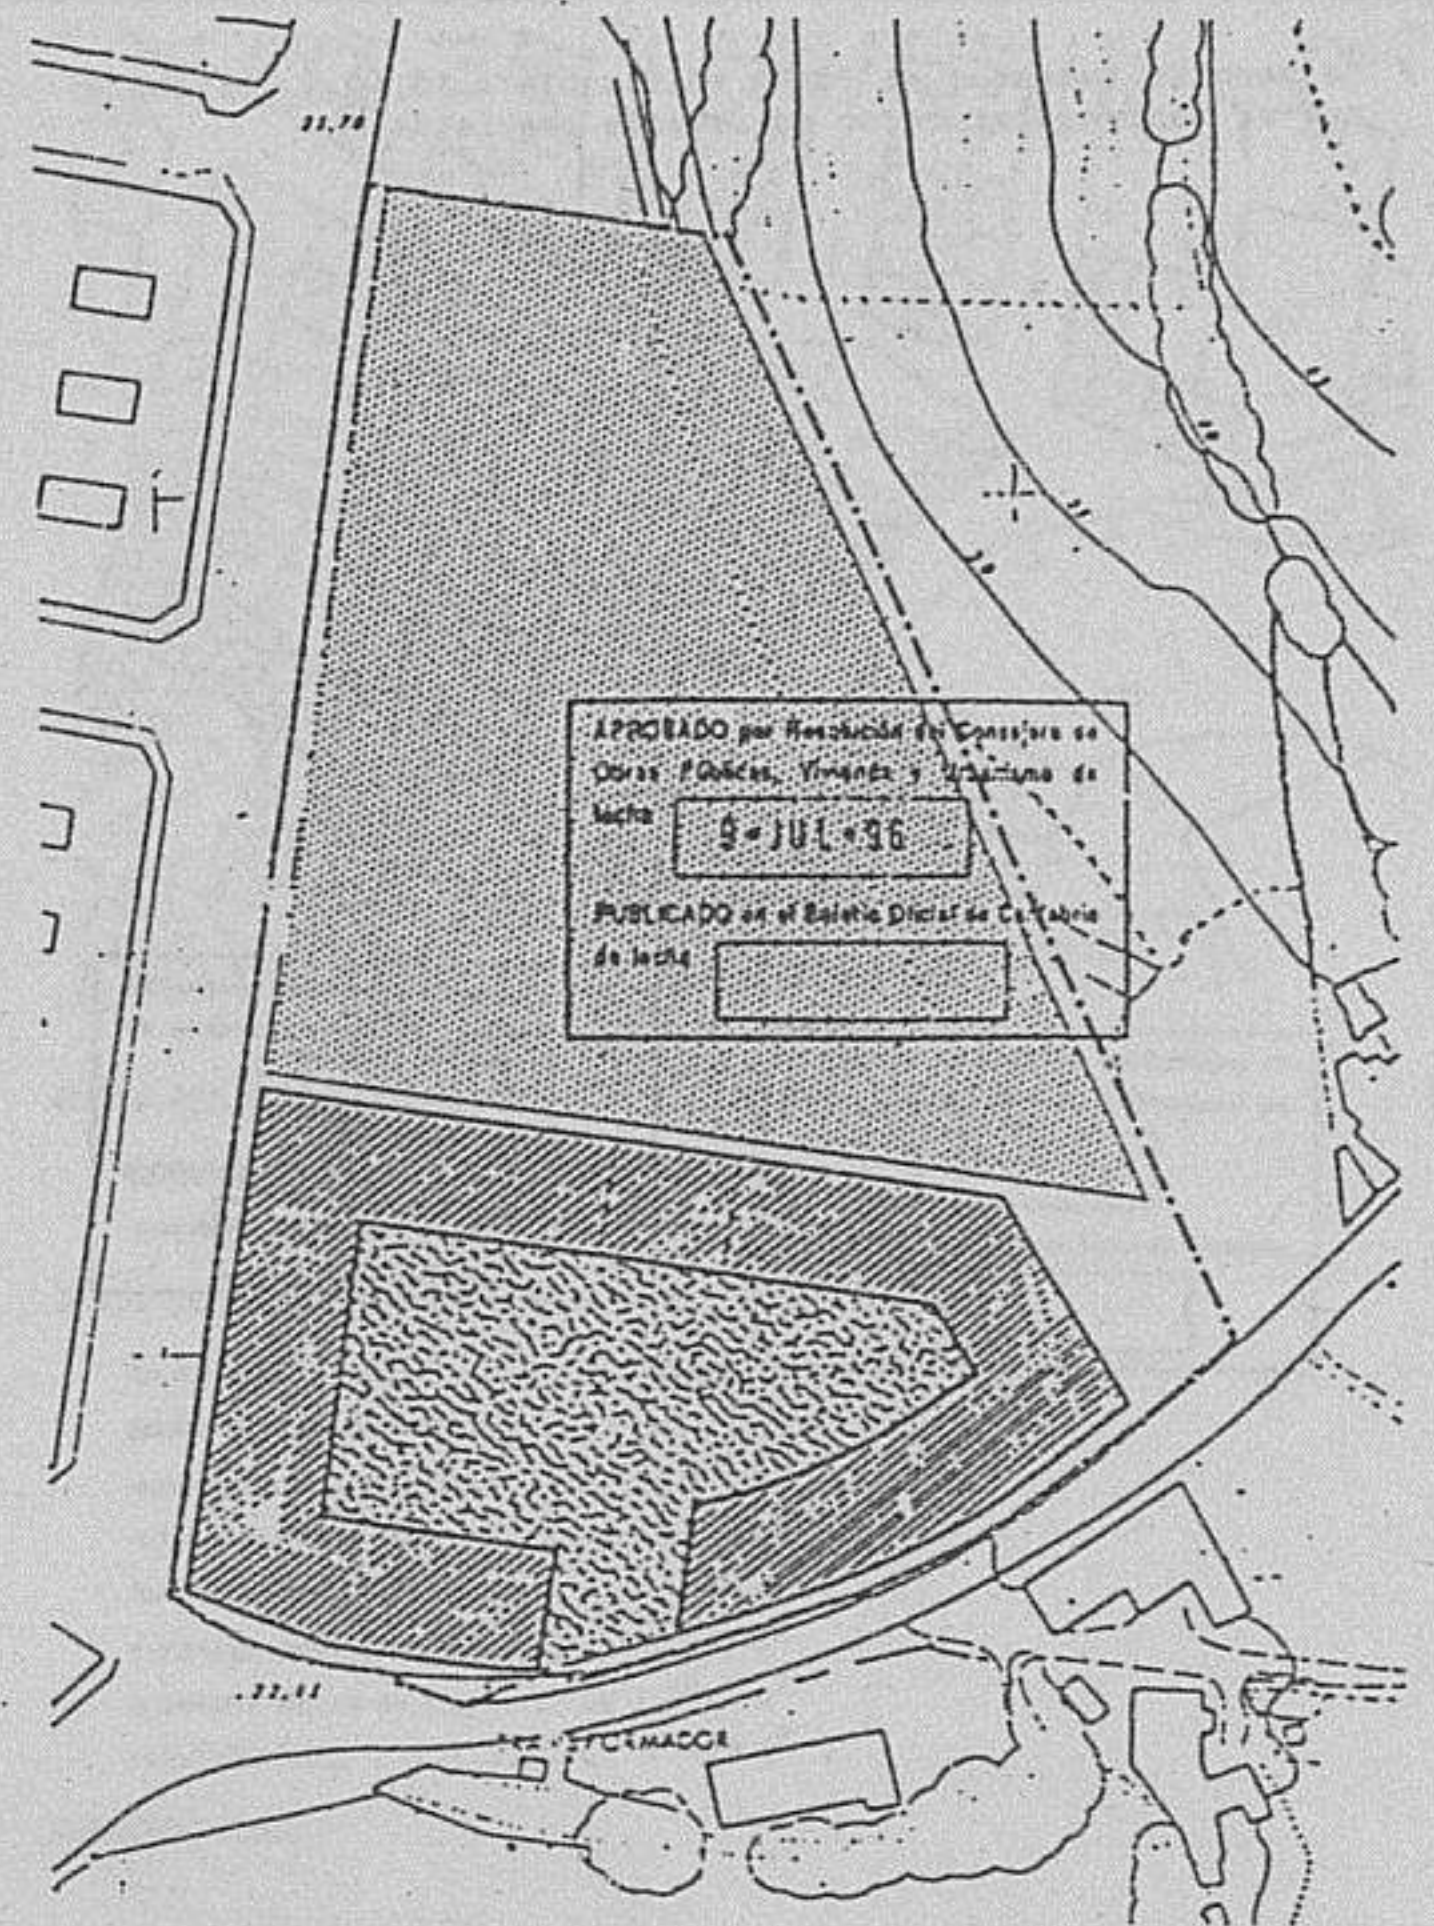 APROBADO por Resolución del Consejero de
Obras Públicas, Vivienda y Urbanismo de
fecha
9 • JUL • 96
PUBLICADO en el Boletín Oficial de Cantabria
de fecha